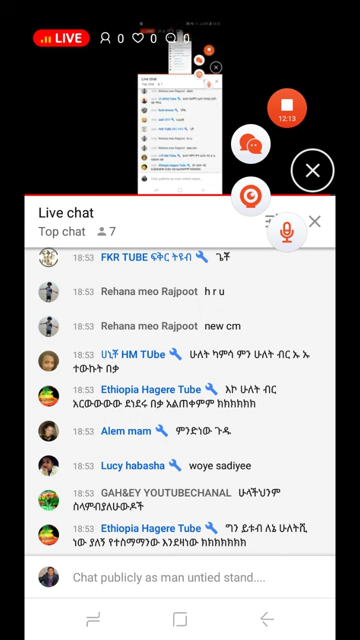 LIVE 0 0 0
12:13
Live chat
Top chat 7
18:53 FKR TUBE ፍቅር ትዩብ ጌቾ
18:53 Rehana meo Rajpoot h r u
18:53 Rehana meo Rajpoot new cm
18:53 ሀኒቾ HM TUbe ሁለት ካምሳ ምን ሁለት ብር ኡ ኡ
ተውኩት በቃ
18:53 Ethiopia Hagere Tube እኮ ሁለት ብር
አርውውውው ደነደሩ በቃ አልጠቀምም ክክክክክክ
18:53 Alem mam ምንድነው ጉዱ
18:53 Lucy habasha woye sadiyee
18:53 GAH&EY YOUTUBECHANAL ሁላችህንም
ስላምብያለሁውዶች
18:53 Ethiopia Hagere Tube ግን ይቱብ ለኔ ሁለትሺ
ነው ያለኝ የተስማማንው እንደዛነው ክክክክክክክ
Chat publicly as man untied stand....